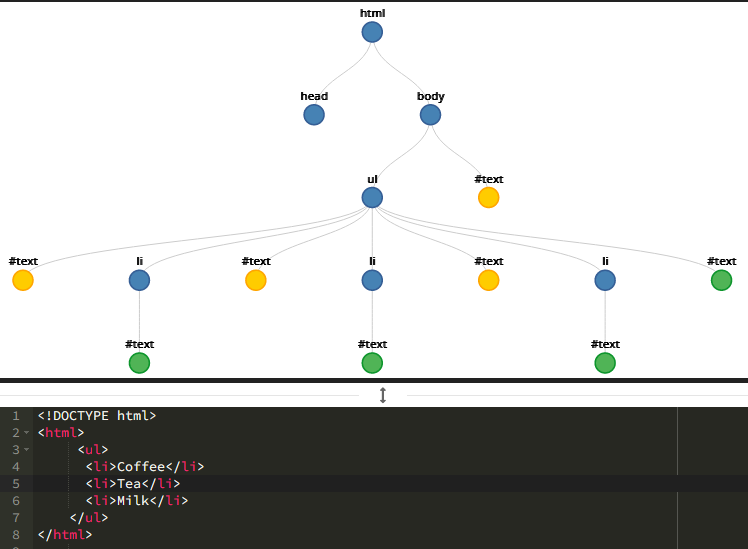 html
head body
ul #text
#text li #text li #text li #text
#text #text #text
1 <!DOCTYPE html>
2 <html>
3 <ul>
4 <li>Coffee</li>
5 <li>Tea</li>
6 <li>Milk</li>
7 </ul>
8 </html>